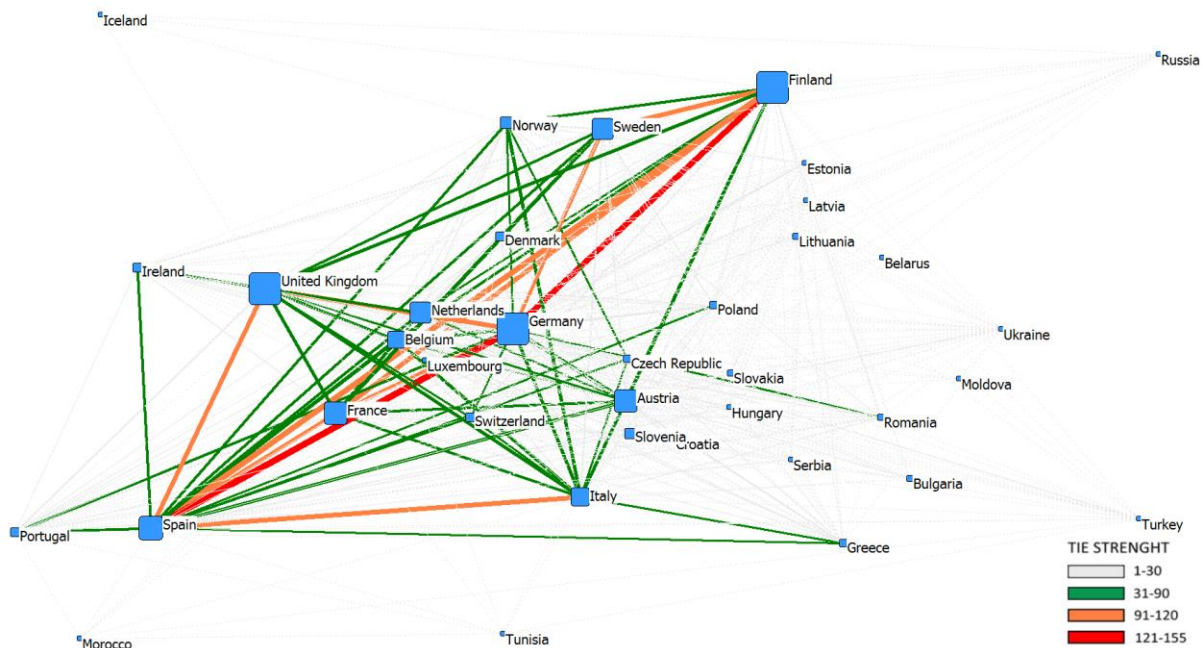 Iceland
Russia
Finland
Norway
Sweden
Estonia
Latvia
Lithuania
Denmark
Belarus
Ireland
United Kingdom
Netherlands
Poland
Germany
Ukraine
Belgium
Luxembourg
Czech Republic
Slovakia
Moldova
Austria
France
Hungary
Switzerland
Romania
Slovenia
Croatia
Serbia
Bulgaria
Italy
Spain
Turkey
Portugal
Greece
TIE STRENGHT
1-30
31-90
91-120
121-155
Morocco
Tunisia